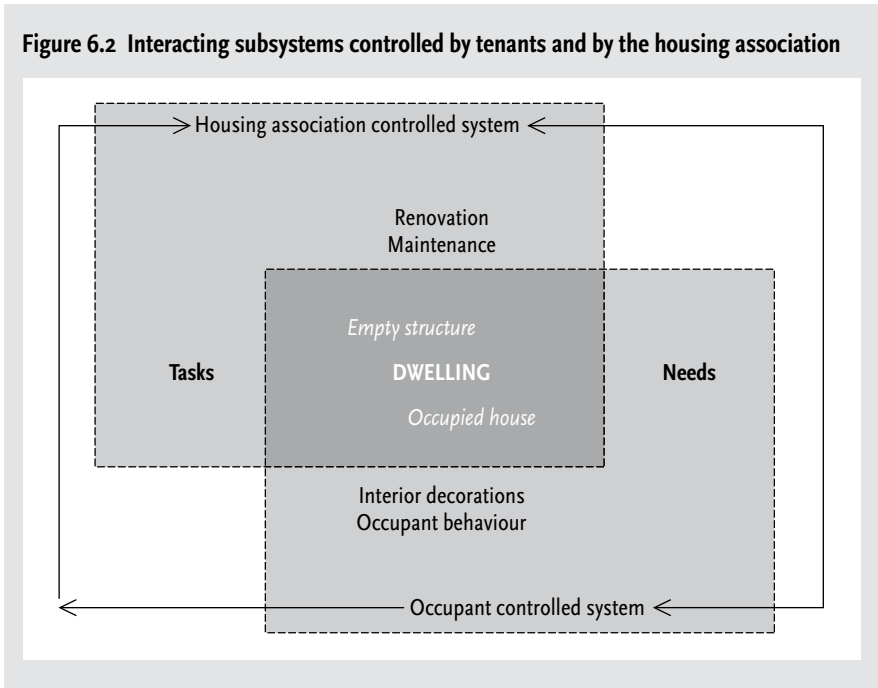 Figure 6.2 Interacting subsystems controlled by tenants and by the housing association
Housing association controlled system
Renovation
Maintenance
Empty structure
Tasks
DWELLING
Needs
Occupied house
Interior decorations
Occupant behaviour
Occupant controlled system